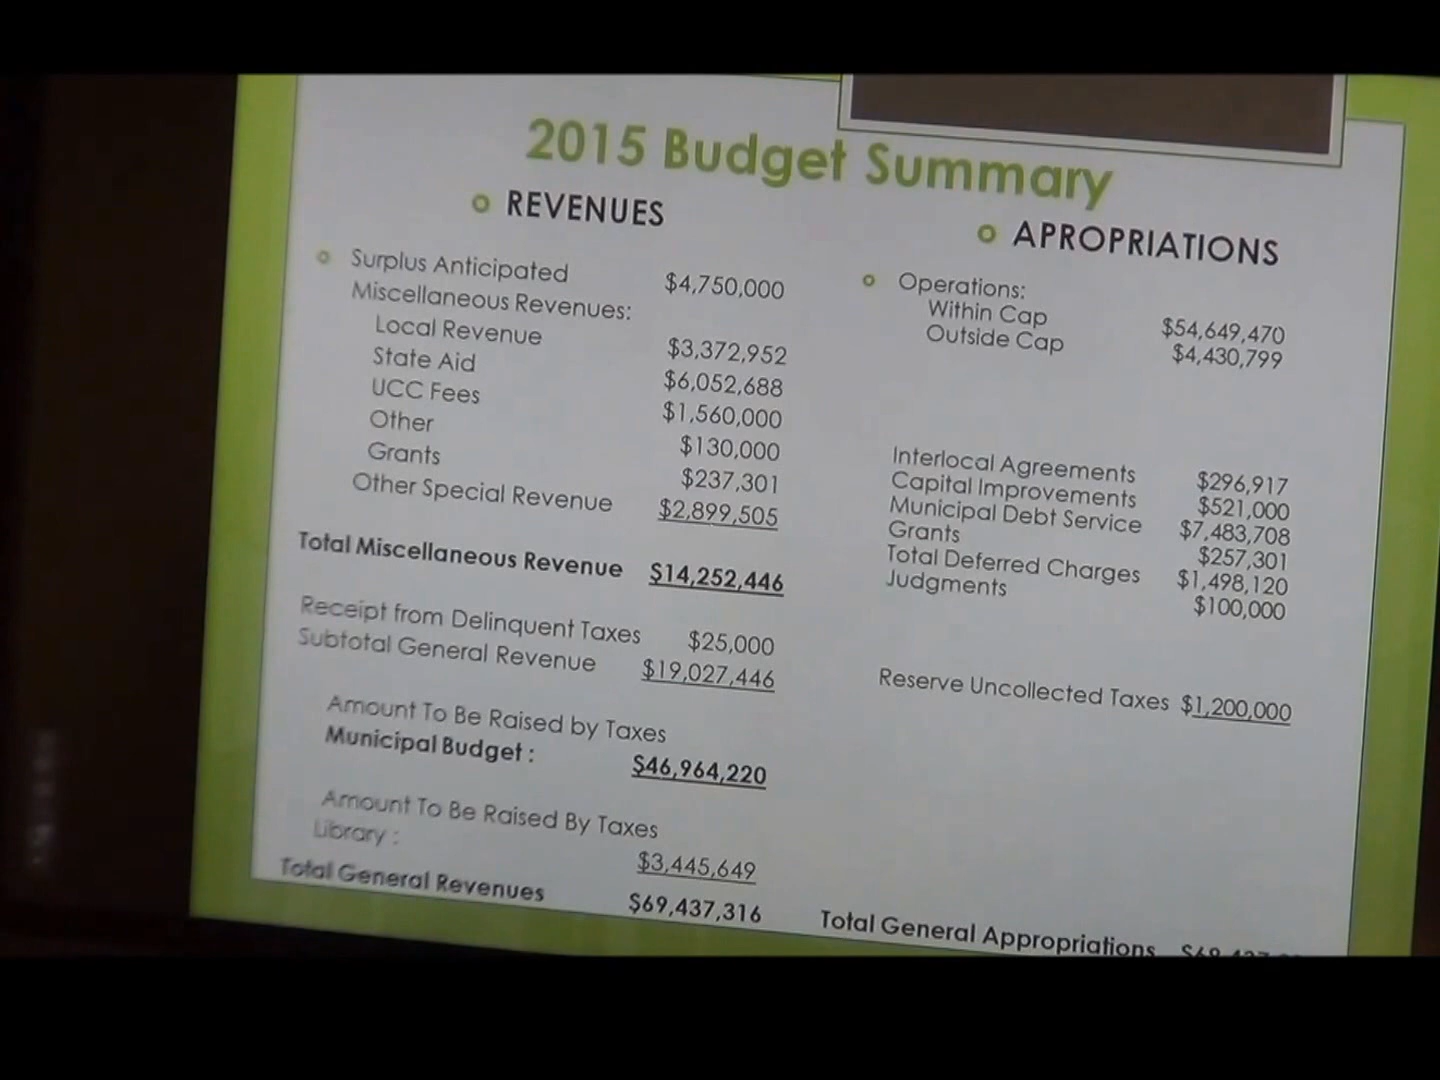 2015 Budget Summary
REVENUES
Surplus Anticipated $4,750,000
Miscellaneous Revenues:
Local Revenue $3,372,952
State Aid $6,052,688
UCC Fees $1,560,000
Other $130,000
Grants $237,301
Other Special Revenue $2,899,505
Total Miscellaneous Revenue $14,252,446
Receipt from Delinquent Taxes $25,000
Subtotal General Revenue $19,027,446
Amount To Be Raised by Taxes
Municipal Budget : $46,964,220
Amount To Be Raised By Taxes
Library :
$3,445,649
Total General Revenues $69,437,316
APROPRIATIONS
Operations:
Within Cap $54,649,470
Outside Cap $4,430,799
Interlocal Agreements $296,917
Capital Improvements $521,000
Municipal Debt Service $7,483,708
Grants $257,301
Total Deferred Charges $1,498,120
Judgments $100,000
Reserve Uncollected Taxes $1,200,000
Total General Appropriations